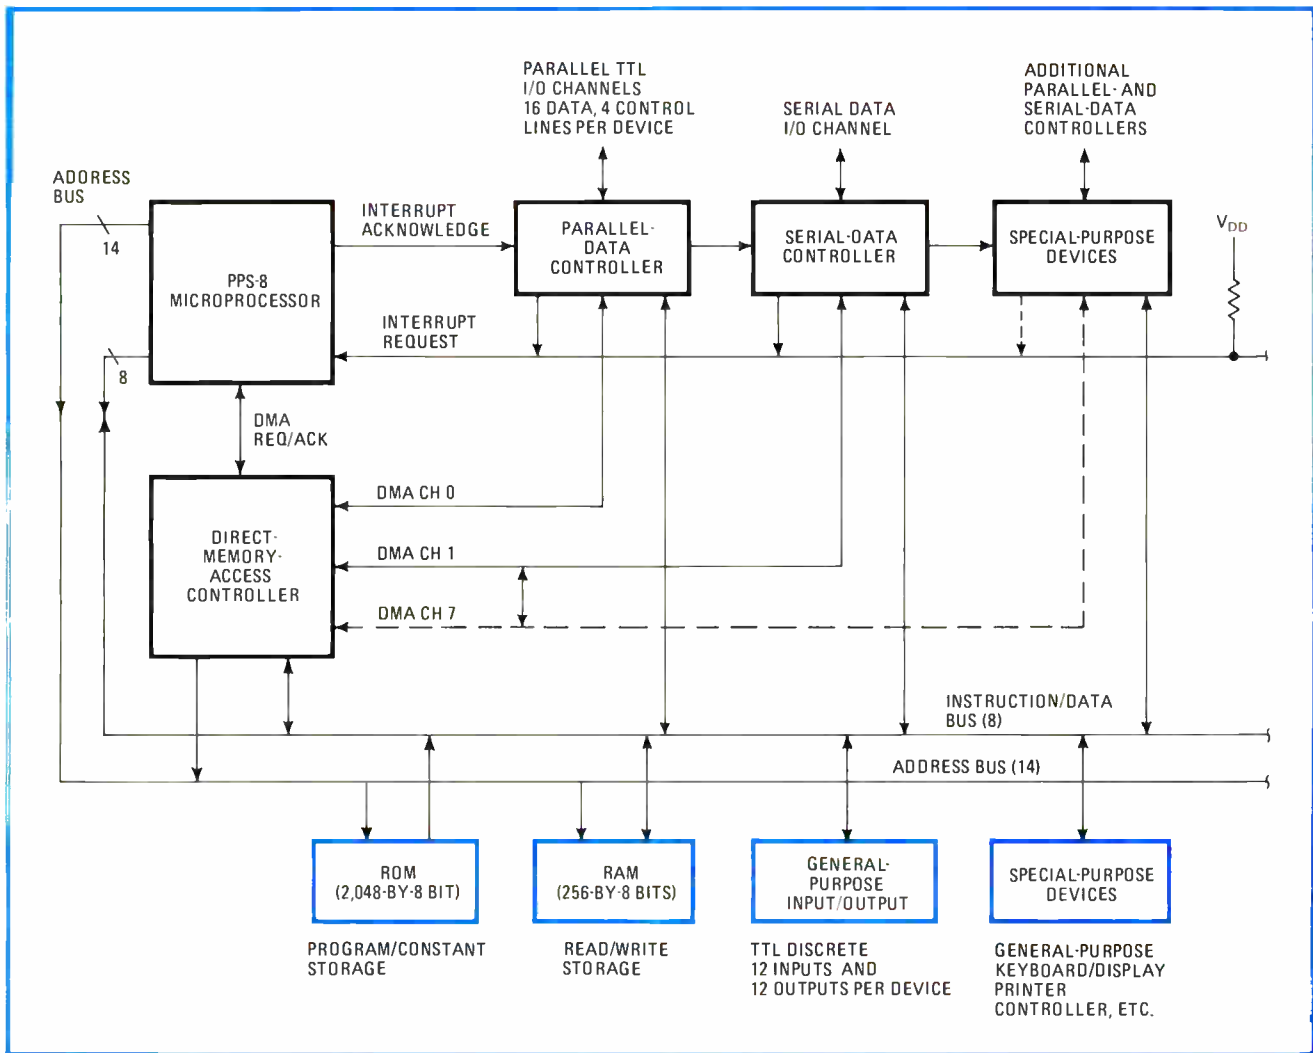 PARALLEL TTL
I/O CHANNELS
16 DATA, 4 CONTROL
LINES PER DEVICE
SERIAL DATA
I/O CHANNEL
ADDITIONAL
PARALLEL- AND
SERIAL-DATA
CONTROLLERS
ADDRESS
BUS
14
PPS-8
MICROPROCESSOR
INTERRUPT
ACKNOWLEDGE
PARALLEL-
DATA
CONTROLLER
SERIAL-DATA
CONTROLLER
SPECIAL-PURPOSE
DEVICES
VDD
INTERRUPT
REQUEST
8
DMA
REQ/ACK
DIRECT-
MEMORY-
ACCESS
CONTROLLER
DMA CH 0
DMA CH 1
DMA CH 7
INSTRUCTION/DATA
BUS (8)
ADDRESS BUS (14)
ROM
(2,048-BY-8 BIT)
RAM
(256-BY-8 BITS)
GENERAL-
PURPOSE
INPUT/OUTPUT
SPECIAL-PURPOSE
DEVICES
PROGRAM/CONSTANT
STORAGE
READ/WRITE
STORAGE
TTL DISCRETE
12 INPUTS AND
12 OUTPUTS PER DEVICE
GENERAL-PURPOSE
KEYBOARD/DISPLAY
PRINTER
CONTROLLER, ETC.